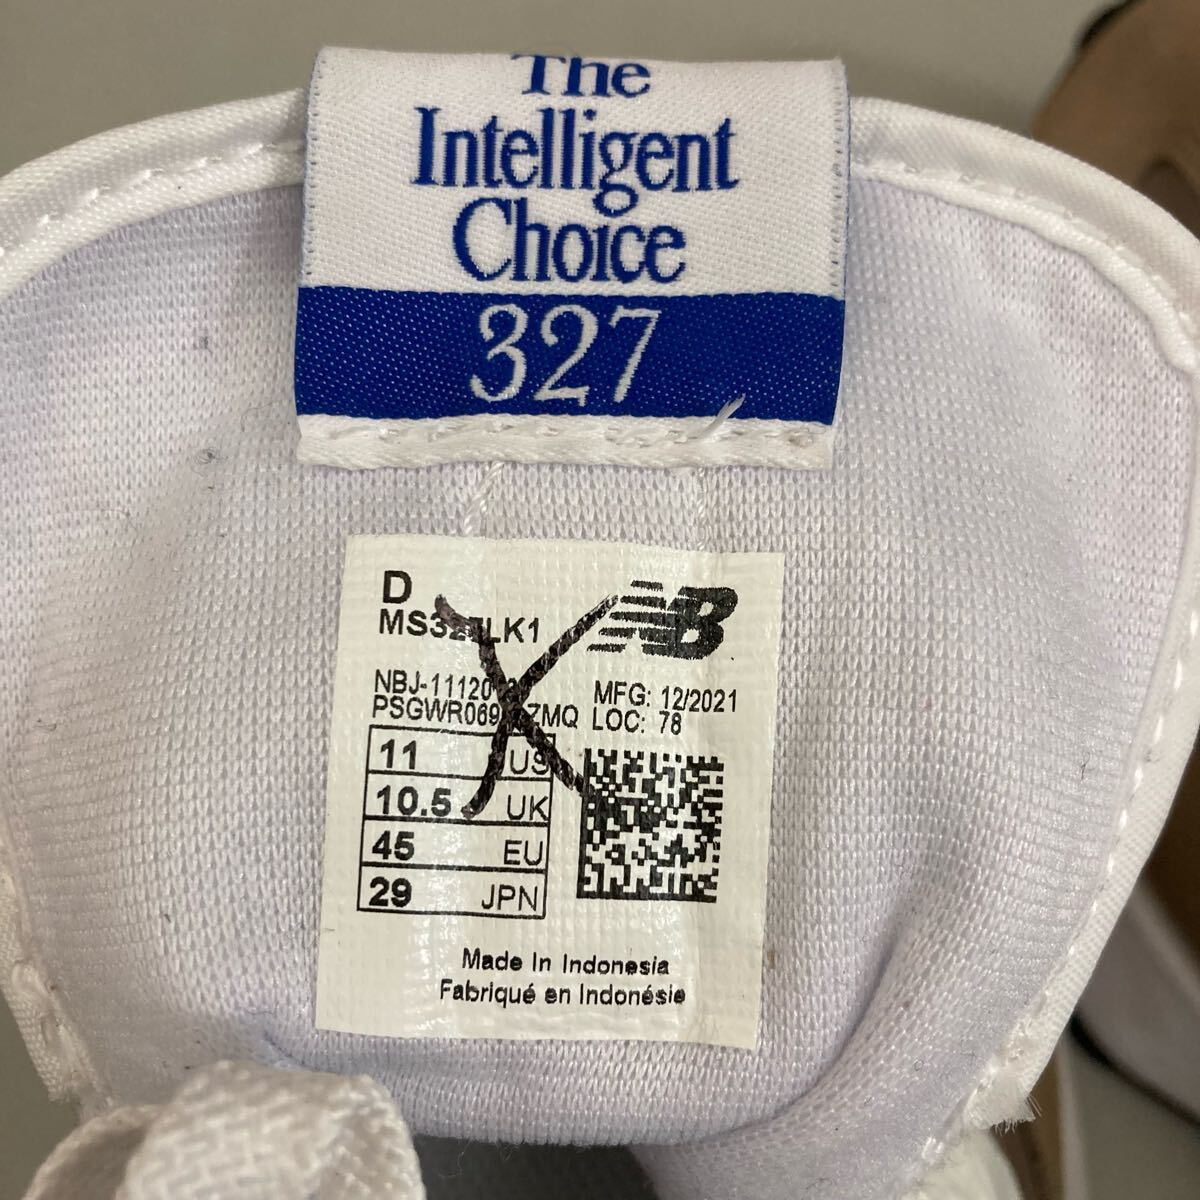 The
Intelligent
Choice
327
D
NB
MFG: 12/2021
LOC: 78
11 US
10.5 UK
45 EU
29 JPN
Made In Indonesia
Fabriqué en Indonésie